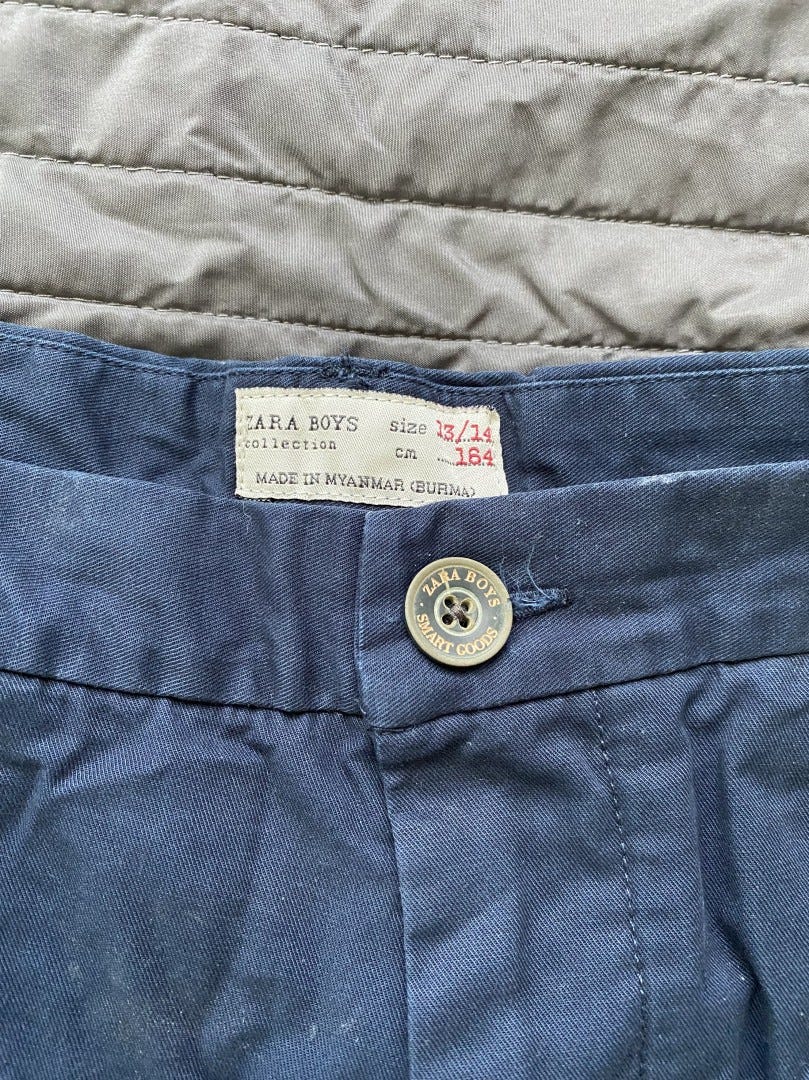 ZARA BOYS size 13/14
collection cm 164
MADE IN MYANMAR (BURMA)
· ZARA BOYS ·
SMART GOODS